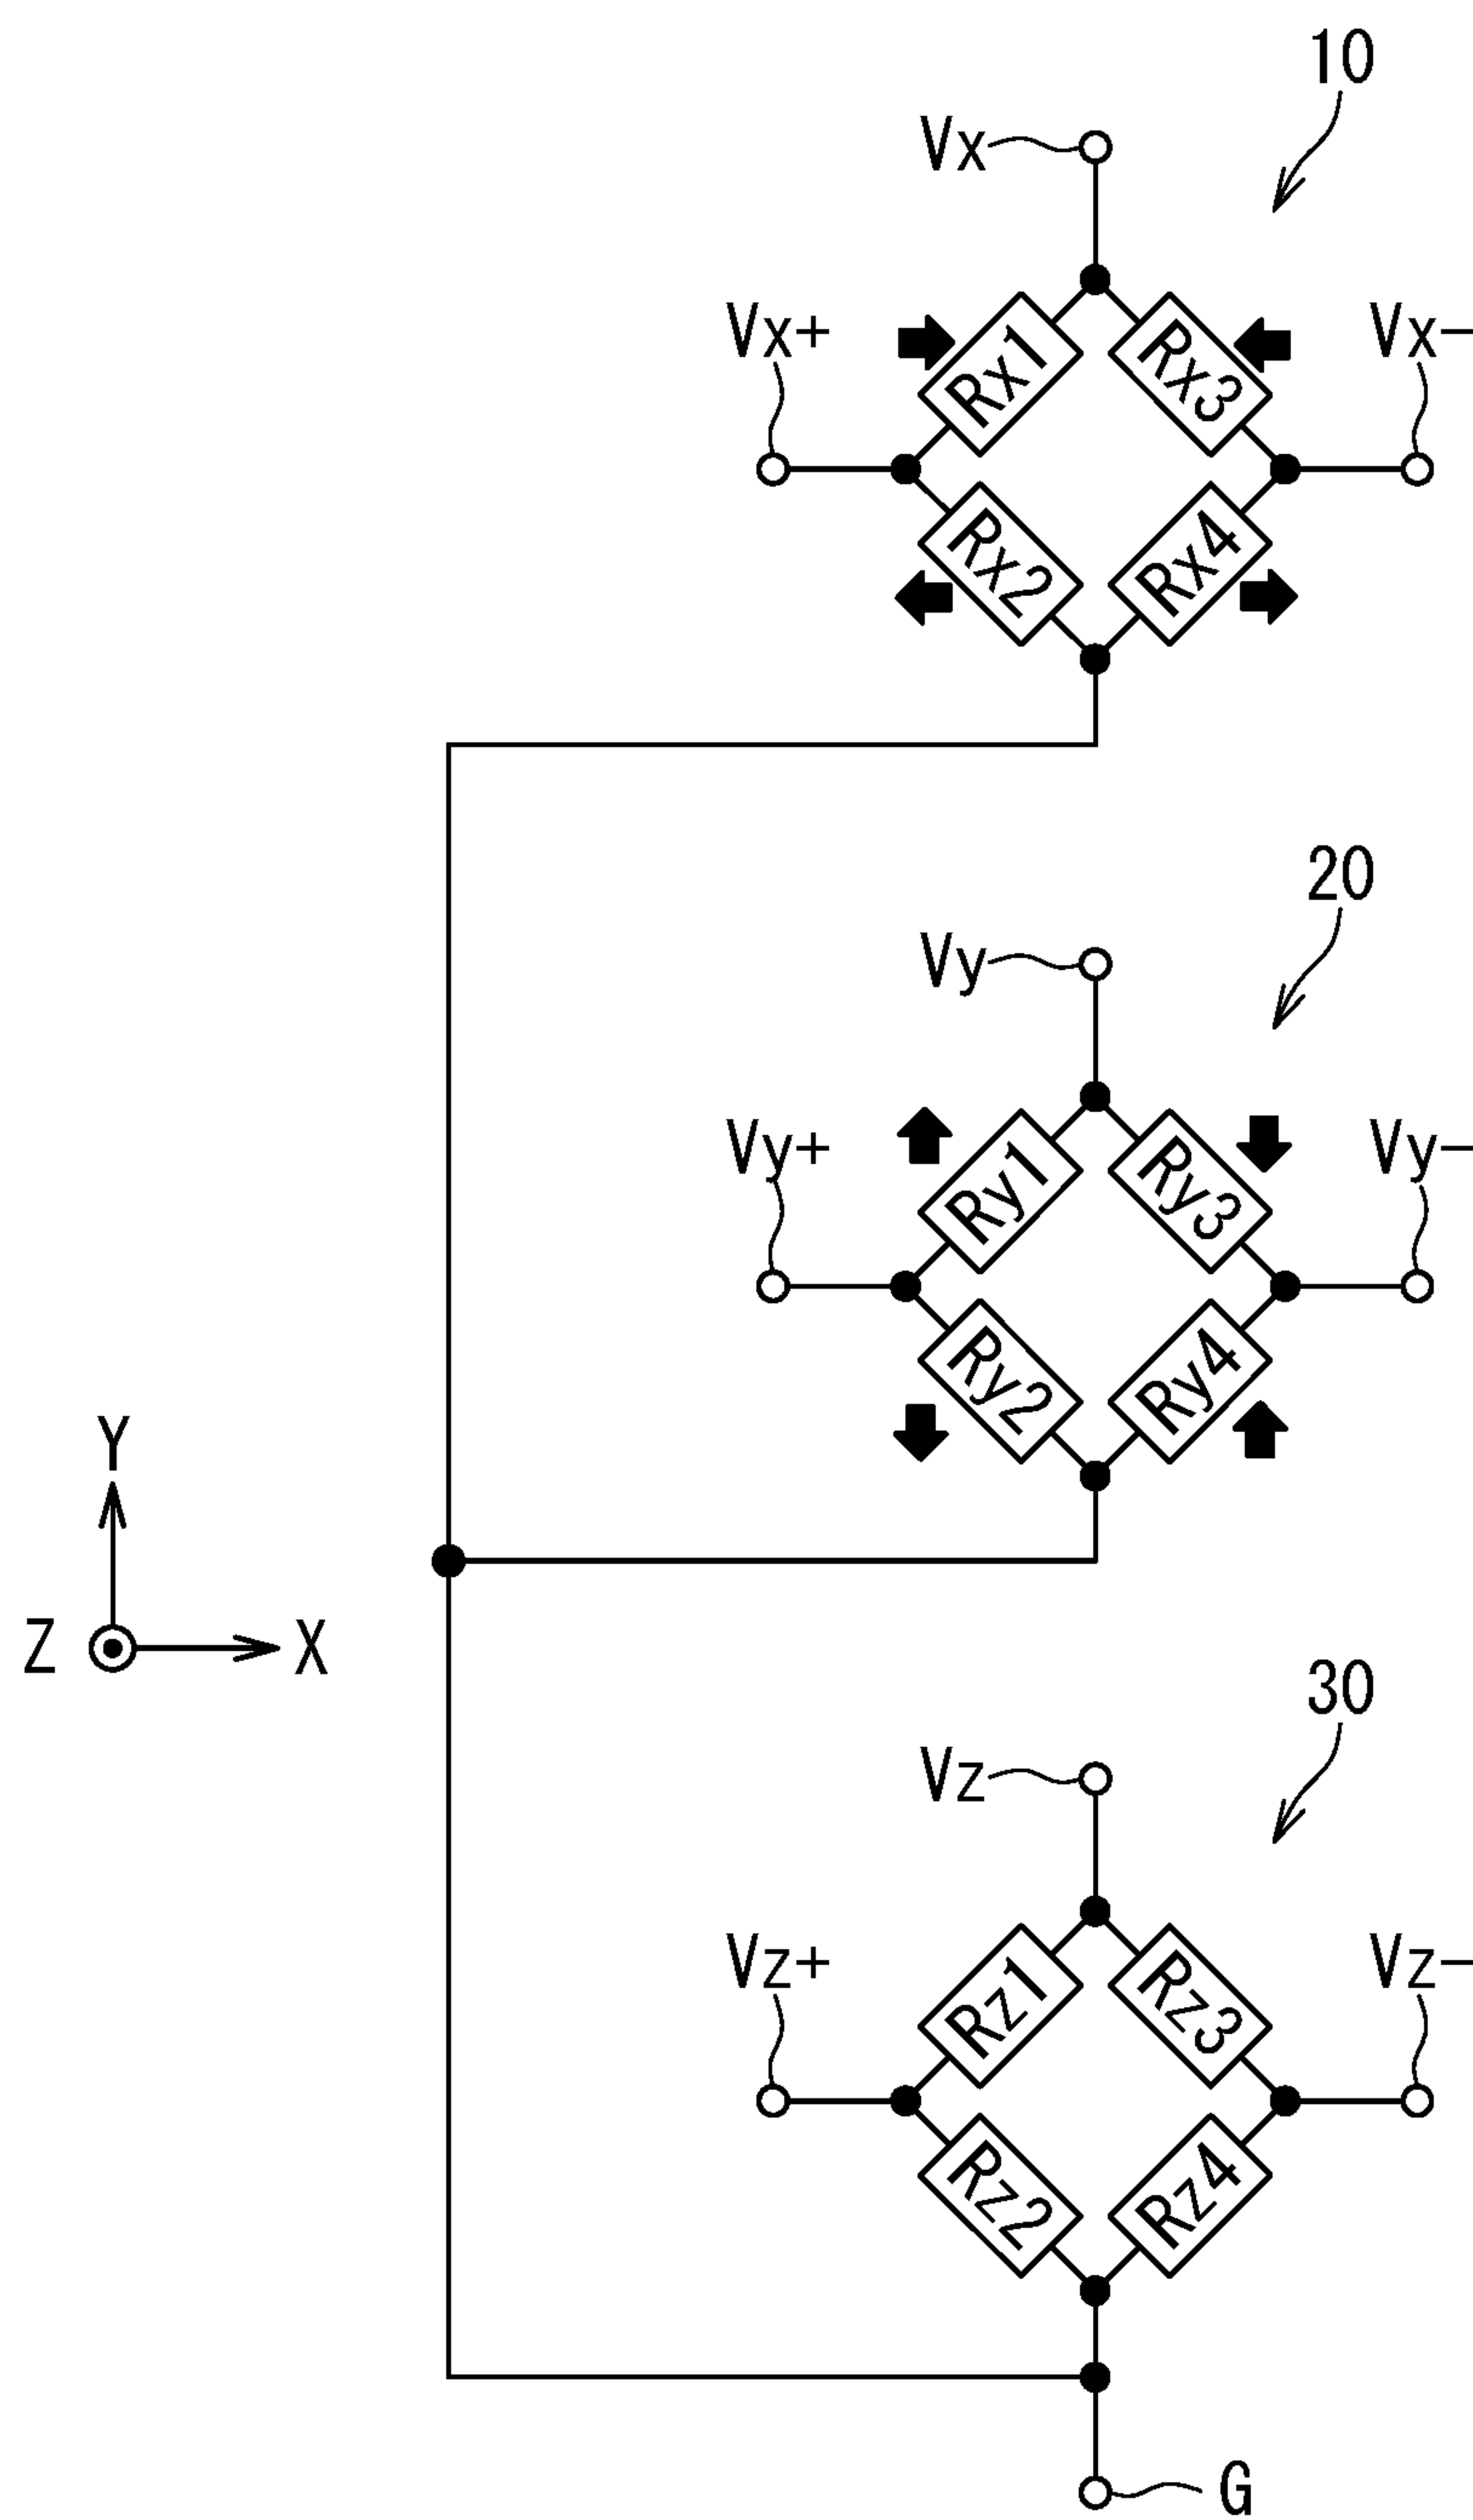 10
Vx
Vx+
Vx−
Rx1
Rx3
Rx2
Rx4
20
Vy
Vy+
Vy−
Ry1
Ry3
Ry2
Ry4
Y
Z
X
30
Vz
Vz+
Vz−
Rz1
Rz3
Rz2
Rz4
G